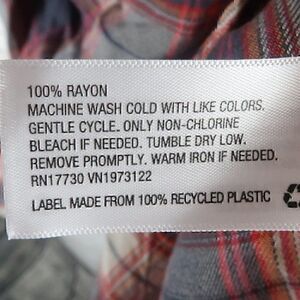 100% RAYON
MACHINE WASH COLD WITH LIKE COLORS.
GENTLE CYCLE. ONLY NON-CHLORINE
BLEACH IF NEEDED. TUMBLE DRY LOW.
REMOVE PROMPTLY. WARM IRON IF NEEDED.
RN17730 VN1973122
LABEL MADE FROM 100% RECYCLED PLASTIC